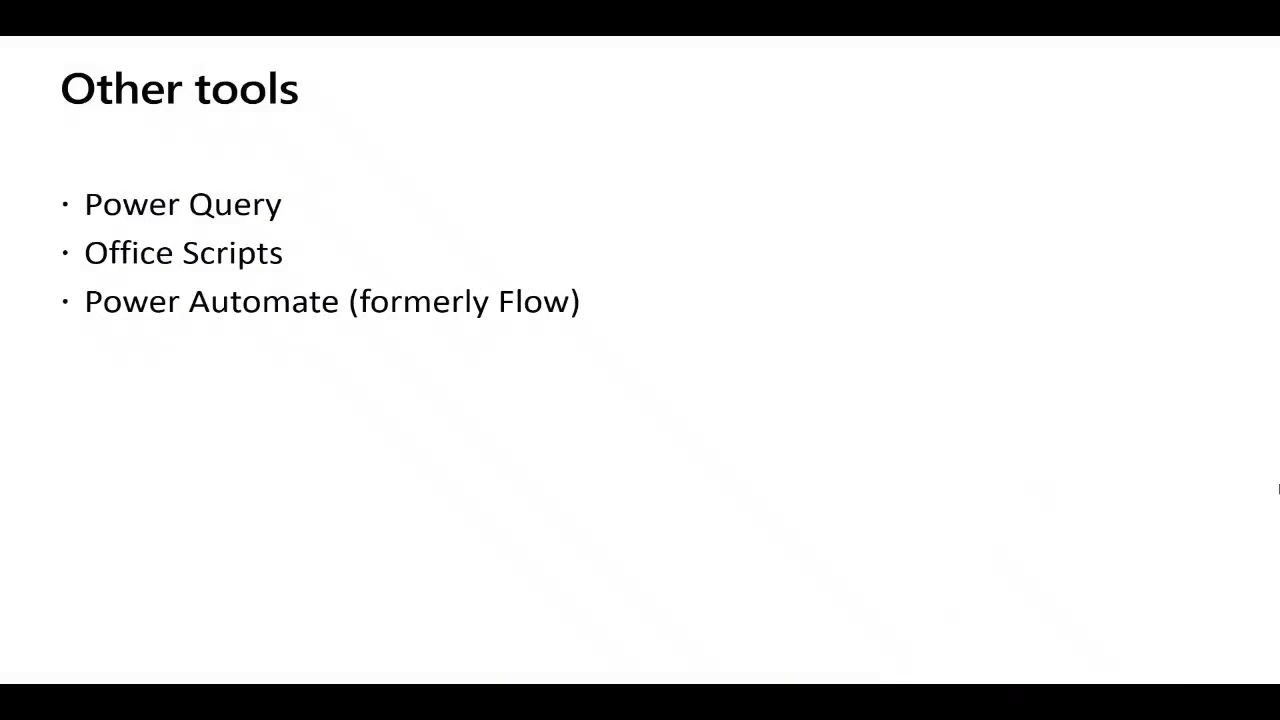 Other tools
· Power Query
· Office Scripts
· Power Automate (formerly Flow)